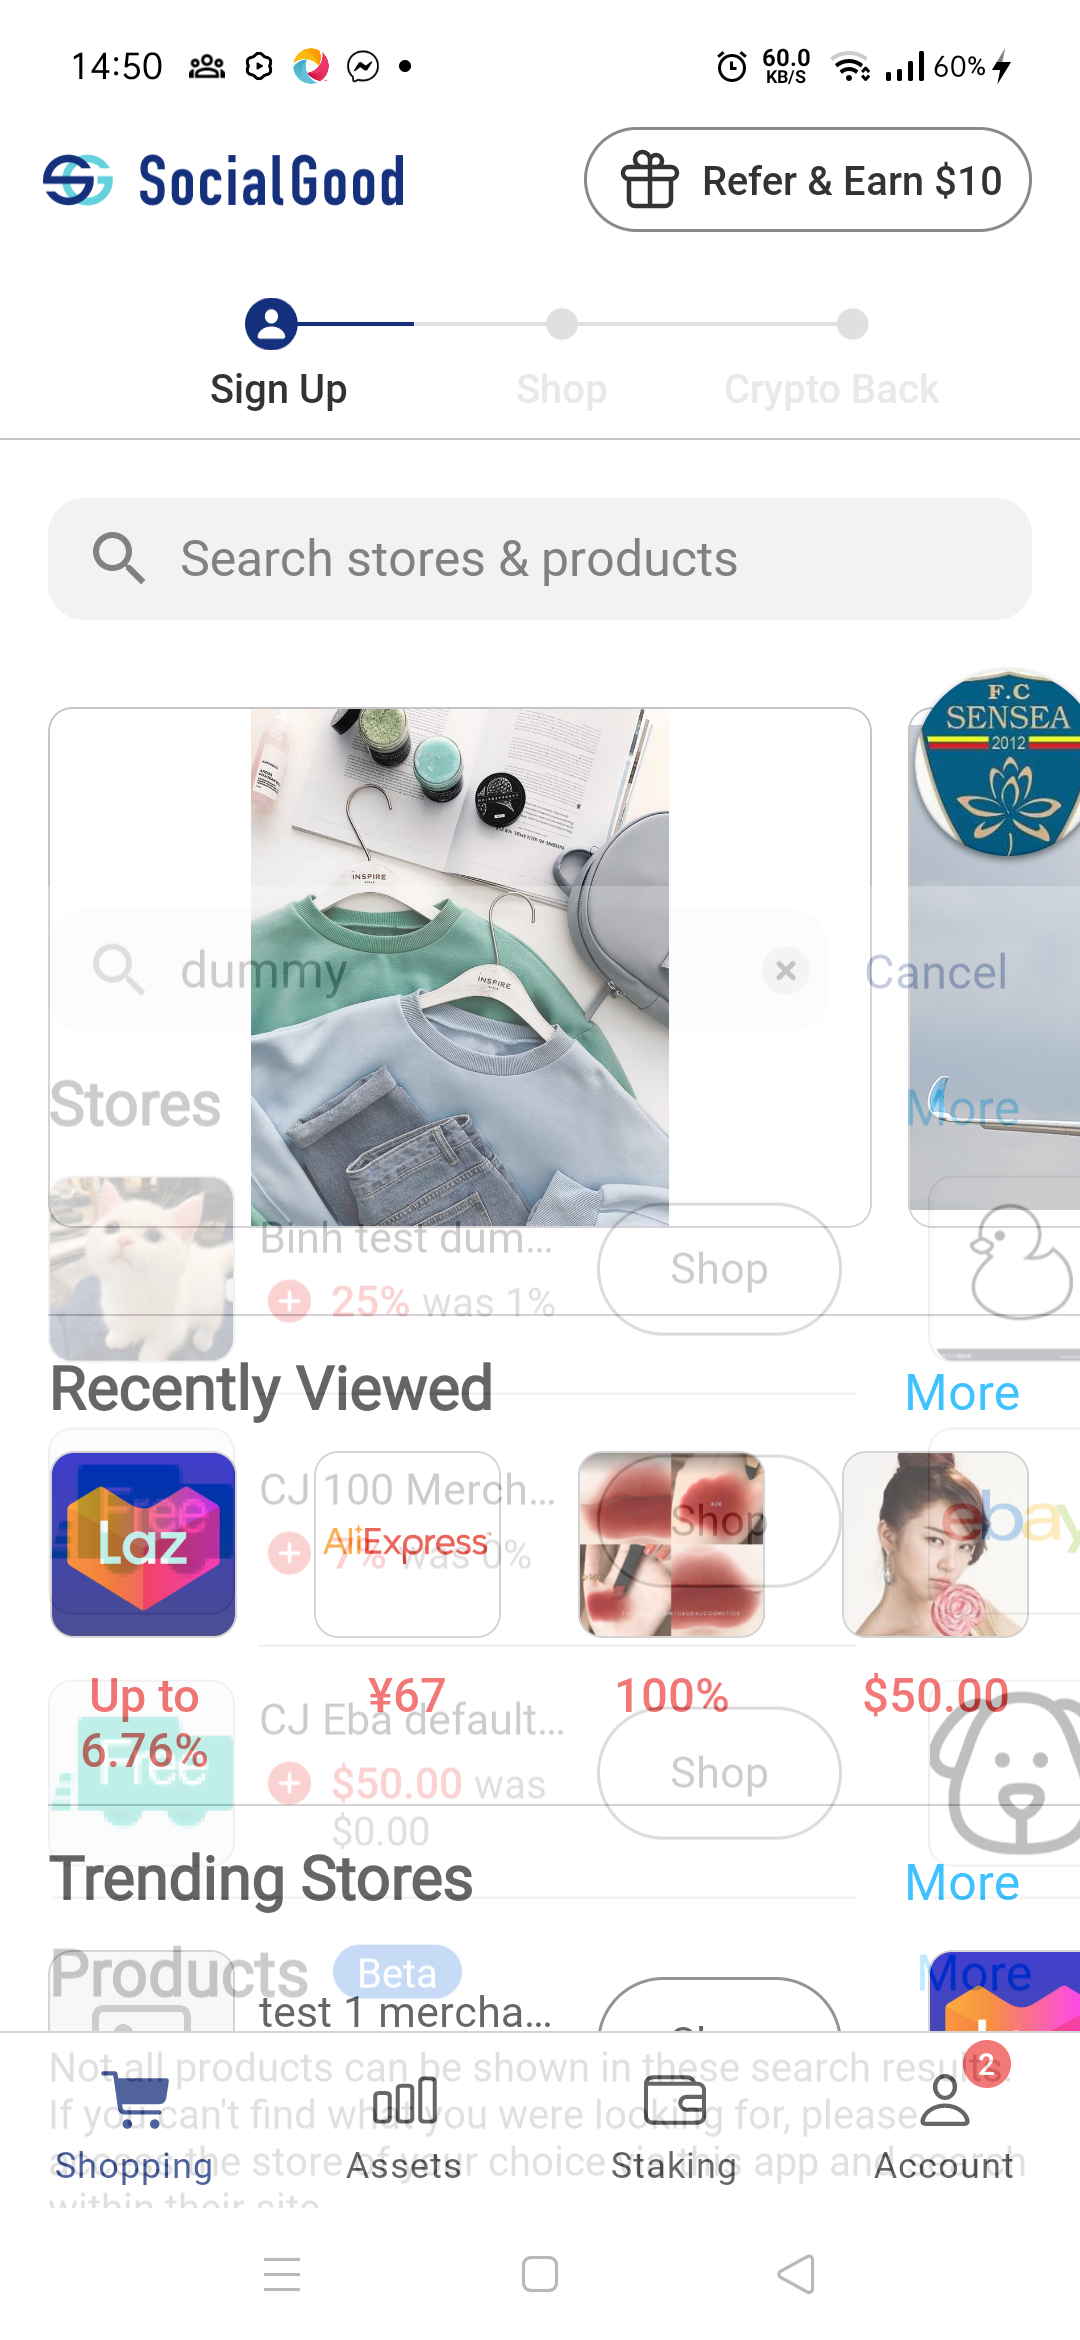 14:50
60.0
KB/S
60%
SocialGood
Refer & Earn $10
Sign Up
Shop
Crypto Back
Search stores & products
F.C
SENSEA
2012
INSPIRE
INSPIRE
dummy
Cancel
Stores
More
Binh test dum...
Shop
25% was 1%
Recently Viewed
More
Free
Laz
CJ 100 Merch...
AliExpress
7% was 0%
Shop
ebay
Up to
6.76%
¥67
100%
$50.00
Free
CJ Eba default...
$50.00 was
$0.00
Shop
Trending Stores
More
Products
Beta
More
test 1 mercha...
Not all products can be shown in these search results.
If you can't find what you were looking for, please
access the store of your choice via this app and search
within their site
2
Shopping
Assets
Staking
Account